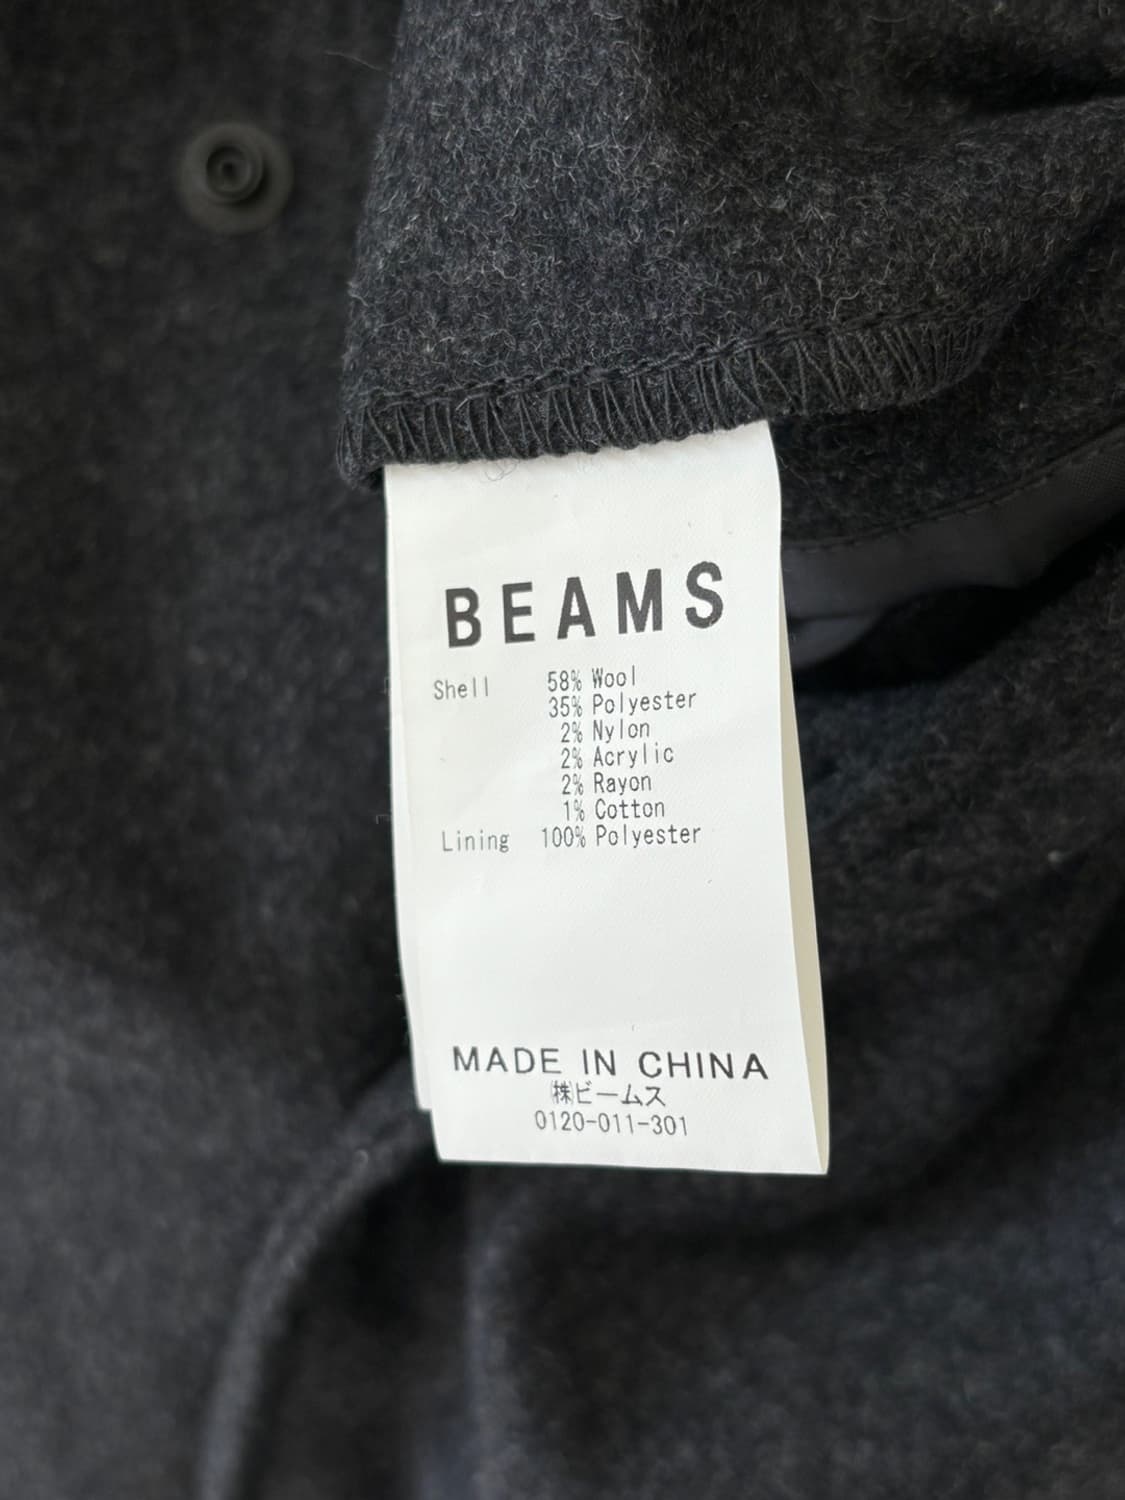 BEAMS
Shell 58% Wool
35% Polyester
2% Nylon
2% Acrylic
2% Rayon
1% Cotton
Lining 100% Polyester
MADE IN CHINA
㈱ビームス
0120-011-301